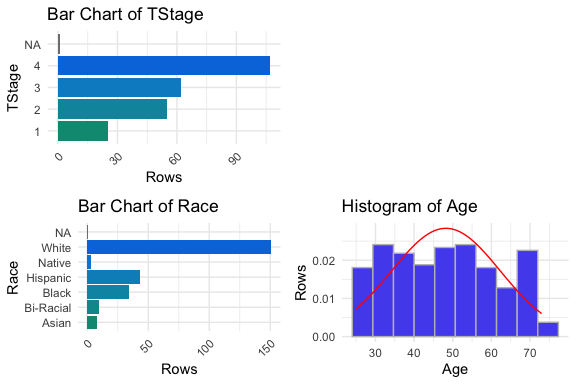 Bar Chart of TStage
TStage
NA
4
3
2
1
0 30 60 90
Rows
Bar Chart of Race
Race
NA
White
Native
Hispanic
Black
Bi-Racial
Asian
0 50 100 150
Rows
Histogram of Age
Rows
0.02
0.01
0.00
30 40 50 60 70
Age